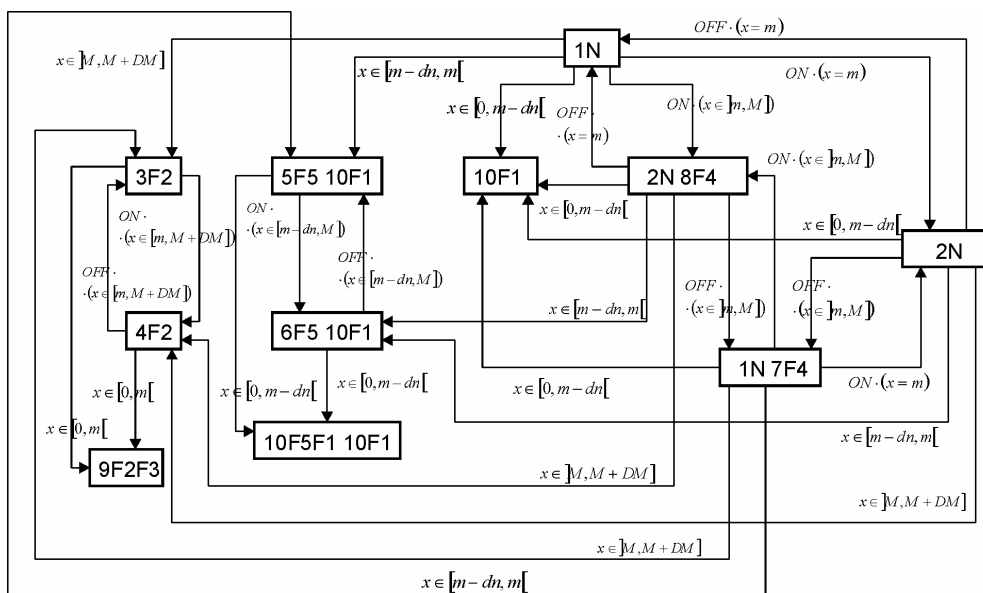 OFF·(x=m)
1N
x∈]M,M+DM]
x∈[m−dn,m[
ON·(x=m)
x∈[0,m−dn[
OFF·
·(x=m)
ON·(x∈]m,M])
3F2
5F5 10F1
10F1
2N 8F4
ON·(x∈]m,M])
ON·
·(x∈[m,M+DM])
ON·
·(x∈[m−dn,M])
x∈[0,m−dn[
x∈[0,m−dn[
2N
OFF·
·(x∈[m,M+DM])
OFF·
·(x∈[m−dn,M])
OFF·
·(x∈]m,M])
OFF·
·(x∈]m,M])
x∈[m−dn,m[
4F2
6F5 10F1
1N 7F4
x∈[0,m[
x∈[0,m−dn[
x∈[0,m−dn[
x∈[0,m−dn[
ON·(x=m)
x∈[0,m[
10F5F1 10F1
x∈[m−dn,m[
9F2F3
x∈]M,M+DM]
x∈]M,M+DM]
x∈]M,M+DM]
x∈[m−dn,m[